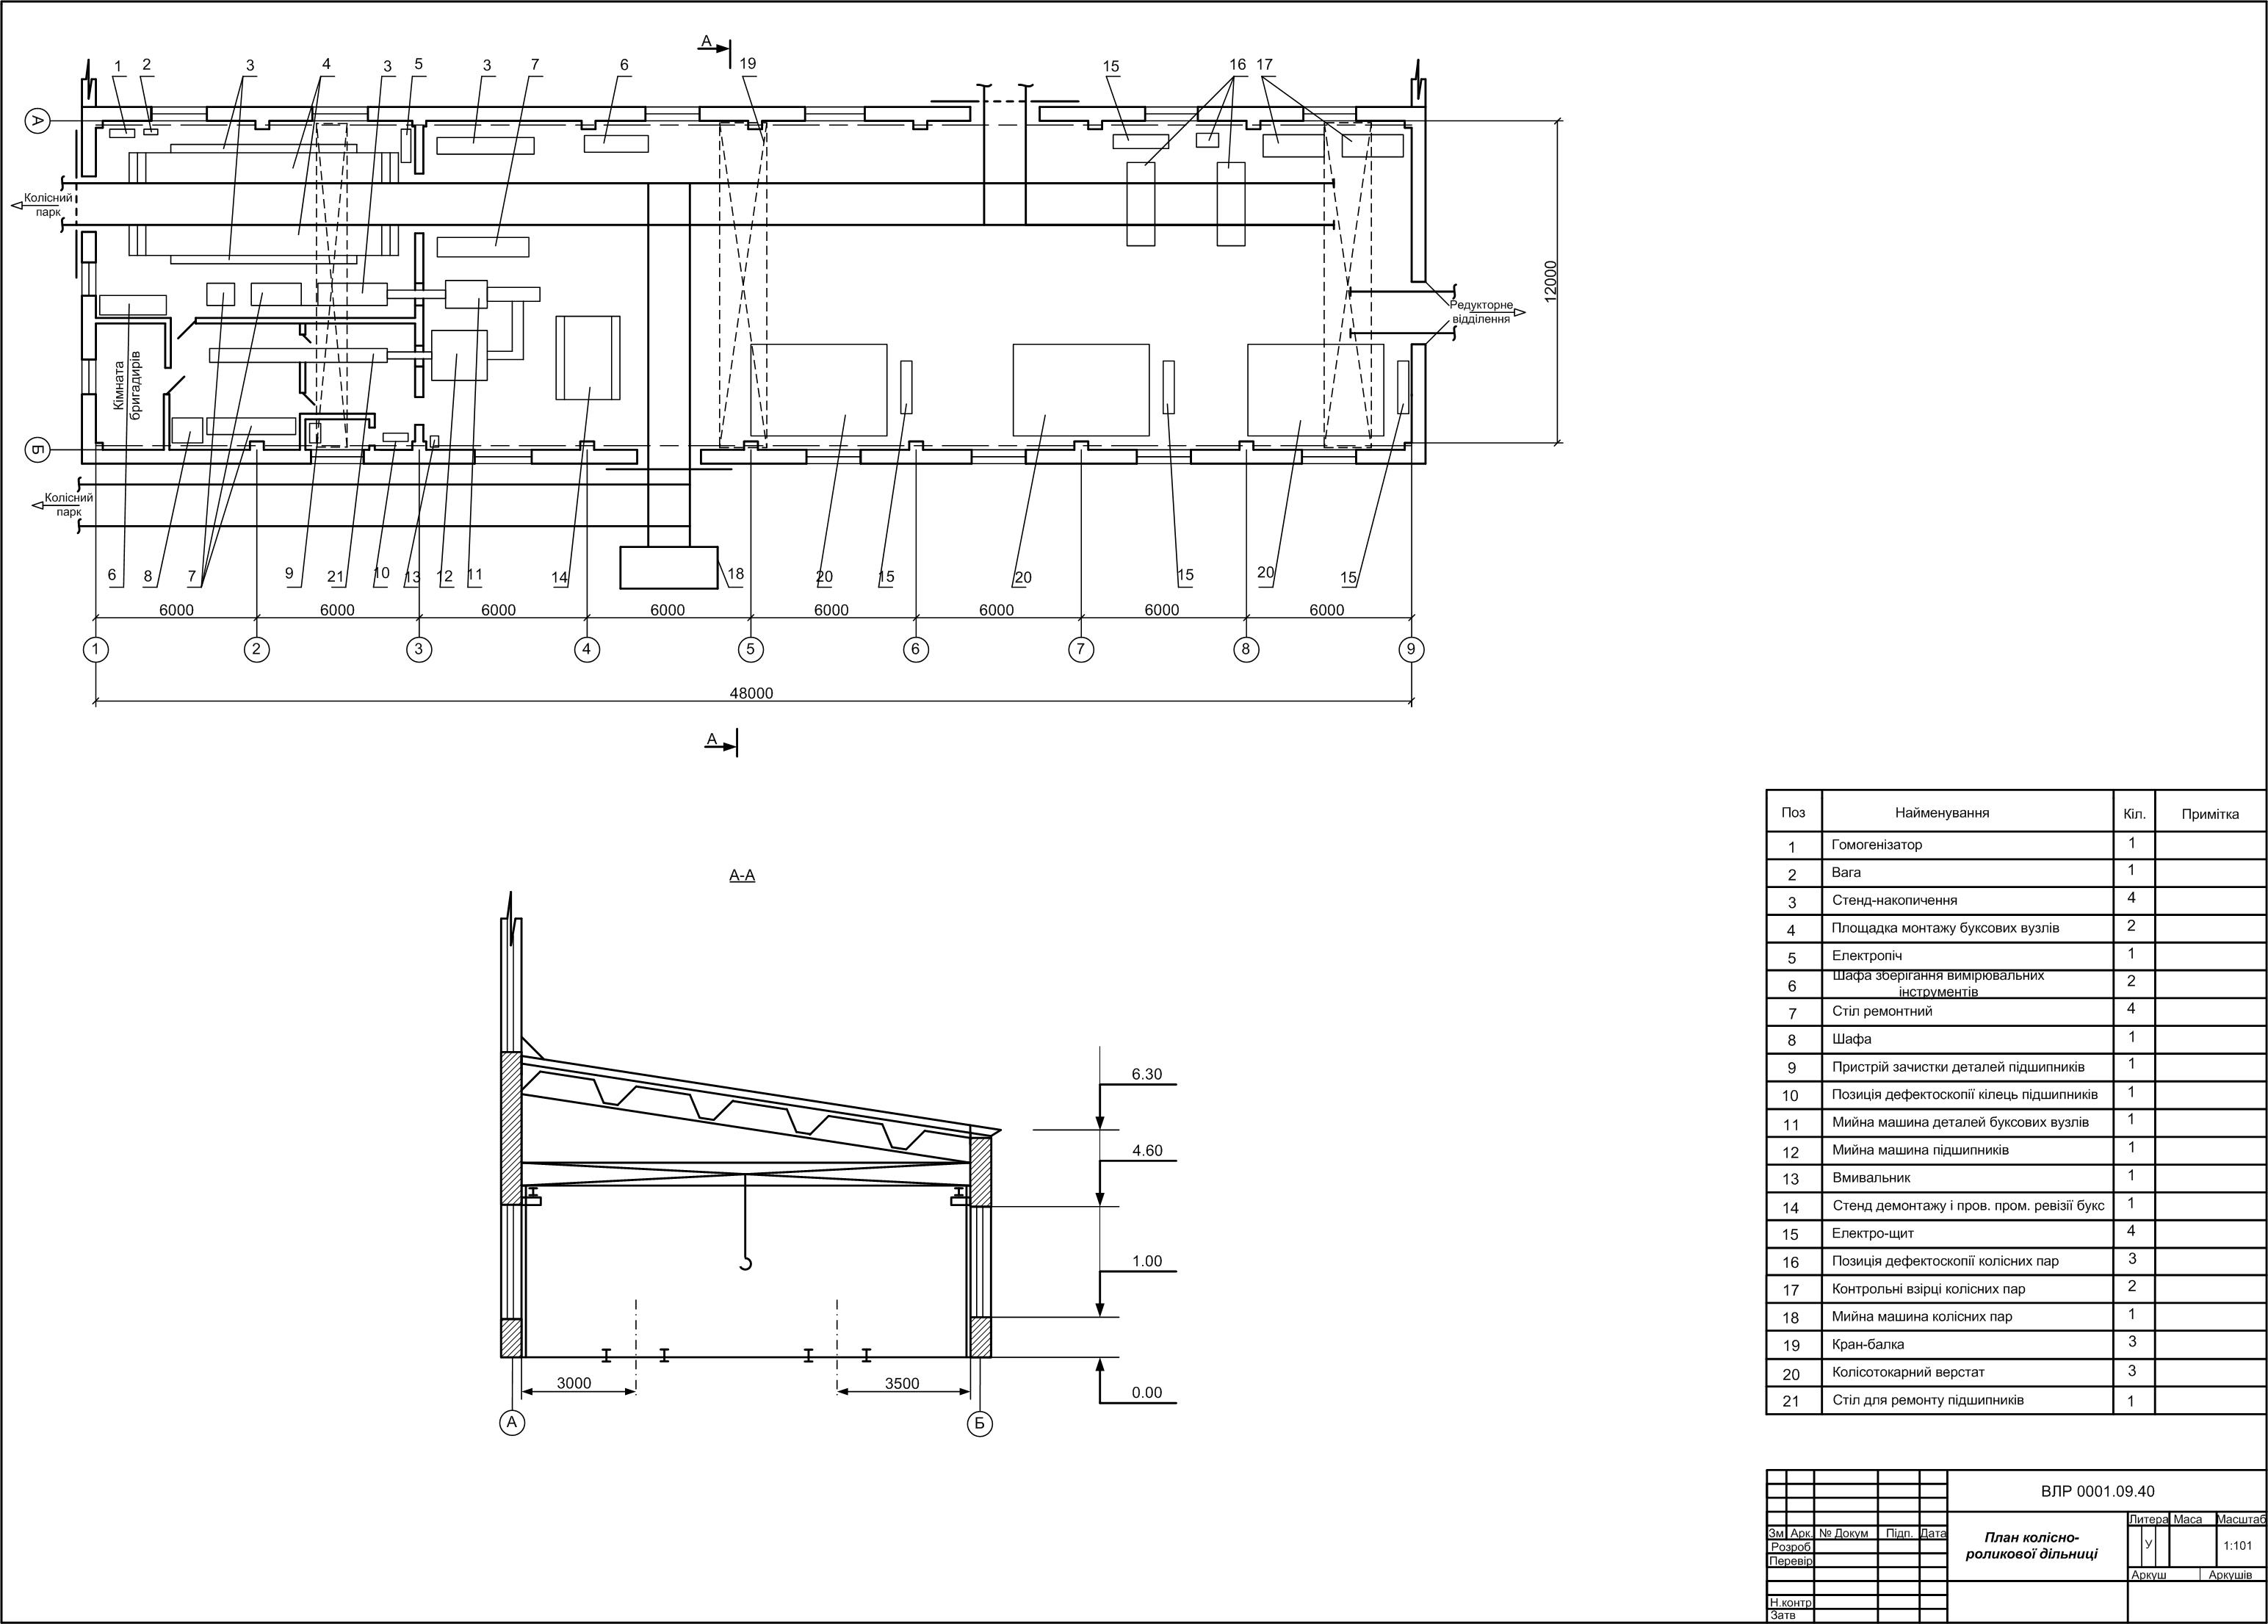 А
1 2 3 4 3 5 3 7 6 19 15 16 17
А
Колісний
парк
12000
Редукторне
відділення
Кімната
бригадирів
Б
Колісний
парк
6 8 7 9 21 10 13 12 11 14 18 20 15 20 15 20 15
6000 6000 6000 6000 6000 6000 6000 6000
1 2 3 4 5 6 7 8 9
48000
А
А-А
6.30
4.60
1.00
3000 3500
0.00
А Б
Поз Найменування Кіл. Примітка
1 Гомогенізатор 1
2 Вага 1
3 Стенд-накопичення 4
4 Площадка монтажу буксових вузлів 2
5 Електропіч 1
6 Шафа зберігання вимірювальних
інструментів 2
7 Стіл ремонтний 4
8 Шафа 1
9 Пристрій зачистки деталей підшипників 1
10 Позиція дефектоскопії кілець підшипників 1
11 Мийна машина деталей буксових вузлів 1
12 Мийна машина підшипників 1
13 Вмивальник 1
14 Стенд демонтажу і пров. пром. ревізії букс 1
15 Електро-щит 4
16 Позиція дефектоскопії колісних пар 3
17 Контрольні взірці колісних пар 2
18 Мийна машина колісних пар 1
19 Кран-балка 3
20 Колісотокарний верстат 3
21 Стіл для ремонту підшипників 1
ВЛР 0001.09.40
Зм Арк. № Докум Підп. Дата
Розроб
Перевір
Н.контр
Затв
План колісно-
роликової дільниці
Литера Маса Масштаб
У 1:101
Аркуш Аркушів